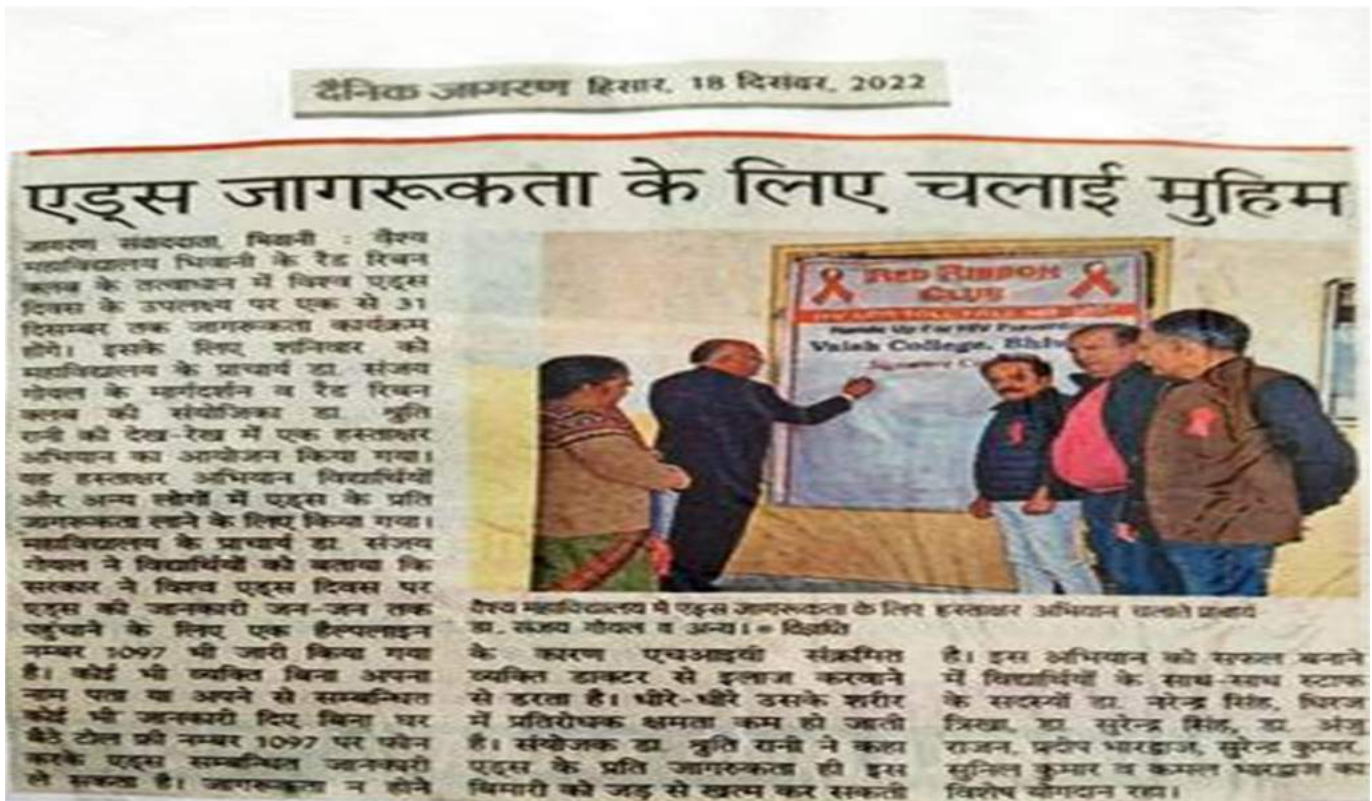 दैनिक जागरण हिसार, 18 दिसंबर, 2022
एड्स जागरूकता के लिए चलाई मुहिम
जागरण संवाददाता, भिवानी : वैश्य
महाविद्यालय भिवानी के रैड रिबन
क्लब के तत्वाधान में विश्व एड्स
दिवस के उपलक्ष्य पर एक से 31
दिसम्बर तक जागरूकता कार्यक्रम
होंगे। इसके लिए शनिवार को
महाविद्यालय के प्राचार्य डा. संजय
गोयल के मार्गदर्शन व रैड रिबन
क्लब की संयोजिका डा. श्रुति
रानी की देख-रेख में एक हस्ताक्षर
अभियान का आयोजन किया गया।
यह हस्ताक्षर अभियान विद्यार्थियों
और अन्य लोगों में एड्स के प्रति
जागरूकता लाने के लिए किया गया।
महाविद्यालय के प्राचार्य डा. संजय
गोयल ने विद्यार्थियों को बताया कि
सरकार ने विश्व एड्स दिवस पर
एड्स की जानकारी जन-जन तक
पहुंचाने के लिए एक हैल्पलाइन
नम्बर 1097 भी जारी किया गया
है। कोई भी व्यक्ति बिना अपना
नाम पता या अपने से सम्बन्धित
कोई भी जानकारी दिए बिना घर
बैठे टोल फ्री नम्बर 1097 पर फोन
करके एड्स सम्बन्धित जानकारी
ले सकता है। जागरूकता न होने
RED RIBBON
CLUB
Hands Up For HIV
Vaish College,
वैश्य महाविद्यालय में एड्स जागरूकता के लिए हस्ताक्षर अभियान चलाते प्राचार्य
डा. संजय गोयल व अन्य। ● विज्ञप्ति
के कारण एचआइवी संक्रमित
व्यक्ति डाक्टर से इलाज करवाने
से डरता है। धीरे-धीरे उसके शरीर
में प्रतिरोधक क्षमता कम हो जाती
है। संयोजक डा. श्रुति रानी ने कहा
एड्स के प्रति जागरूकता ही इस
बिमारी को जड़ से खत्म कर सकती
है। इस अभियान को सफल बनाने
में विद्यार्थियों के साथ-साथ स्टाफ
के सदस्यों डा. नरेन्द्र सिंह, धिरज
त्रिखा, डा. सुरेन्द्र सिंह, डा. अंजु
राजन, प्रदीप भारद्वाज, सुरेन्द्र कुमार,
सुनिल कुमार व कमल भारद्वाज का
विशेष योगदान रहा।